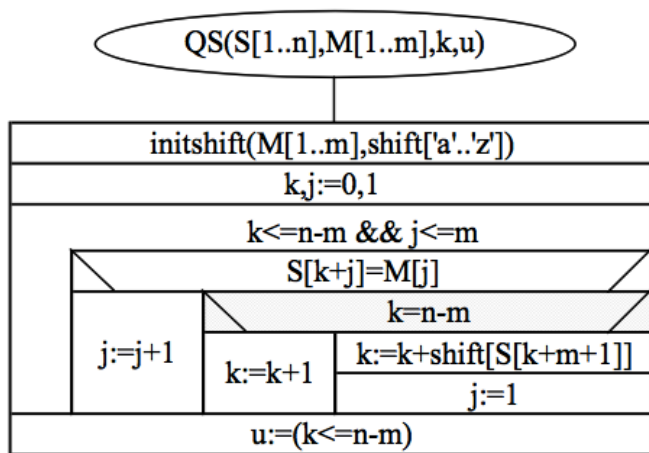 QS(S[1..n],M[1..m],k,u)
initshift(M[1..m],shift['a'..'z'])
k,j:=0,1
k<=n-m && j<=m
S[k+j]=M[j]
k=n-m
j:=j+1
k:=k+1
k:=k+shift[S[k+m+1]]
j:=1
u:=(k<=n-m)